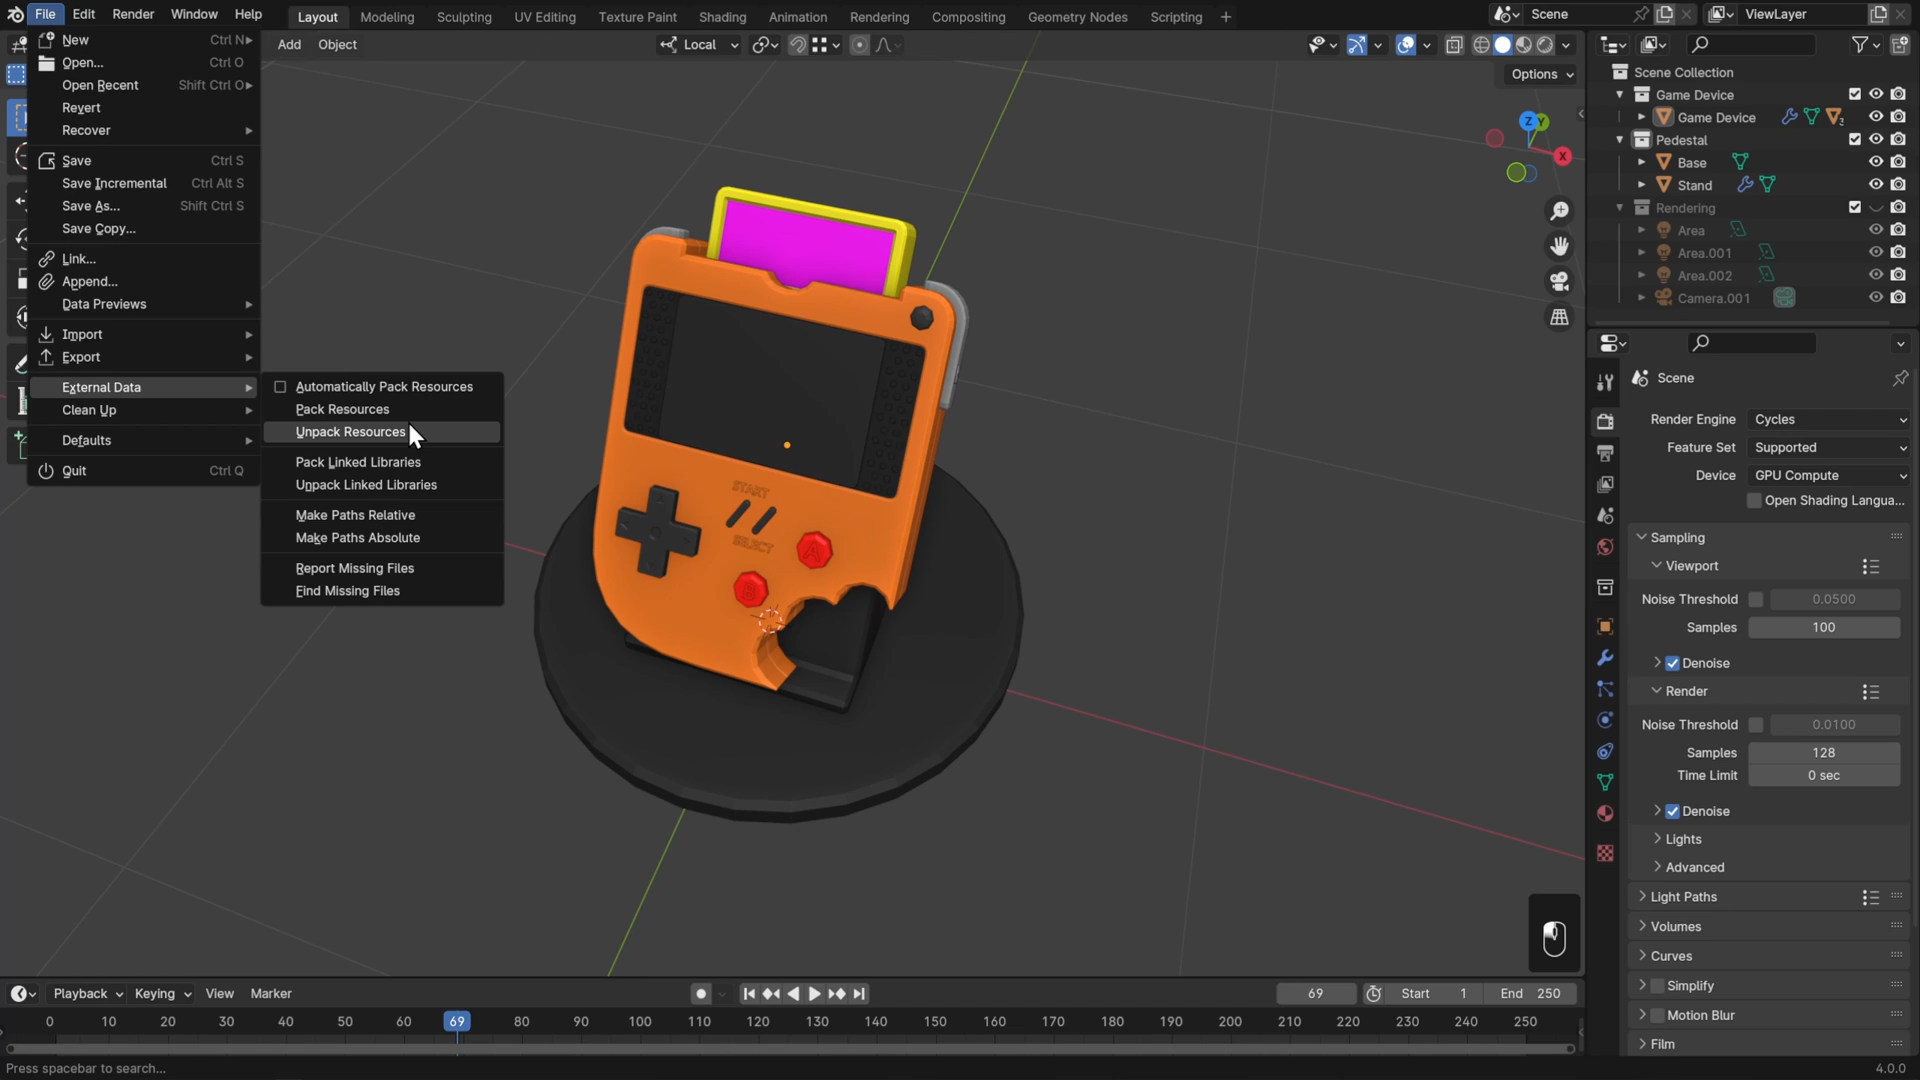 File Edit Render Window Help Layout Modeling Sculpting UV Editing Texture Paint Shading Animation Rendering Compositing Geometry Nodes Scripting + Scene ViewLayer
Add Object Local
Options
New Ctrl N
Open... Ctrl O
Open Recent Shift Ctrl O
Revert
Recover
Save Ctrl S
Save Incremental Ctrl Alt S
Save As... Shift Ctrl S
Save Copy...
Link...
Append...
Data Previews
Import
Export
External Data
Clean Up
Defaults
Quit Ctrl Q
Automatically Pack Resources
Pack Resources
Unpack Resources
Pack Linked Libraries
Unpack Linked Libraries
Make Paths Relative
Make Paths Absolute
Report Missing Files
Find Missing Files
Z Y
X
START
SELECT
A
B
Scene Collection
Game Device
Game Device 2
Pedestal
Base
Stand
Rendering
Area
Area.001
Area.002
Camera.001
Scene
Render Engine Cycles
Feature Set Supported
Device GPU Compute
Open Shading Langua...
Sampling
Viewport
Noise Threshold 0.0500
Samples 100
Denoise
Render
Noise Threshold 0.0100
Samples 128
Time Limit 0 sec
Denoise
Lights
Advanced
Light Paths
Volumes
Curves
Simplify
Motion Blur
Film
Playback Keying View Marker 69 Start 1 End 250
0 10 20 30 40 50 60 69 80 90 100 110 120 130 140 150 160 170 180 190 200 210 220 230 240 250
Press spacebar to search... 4.0.0